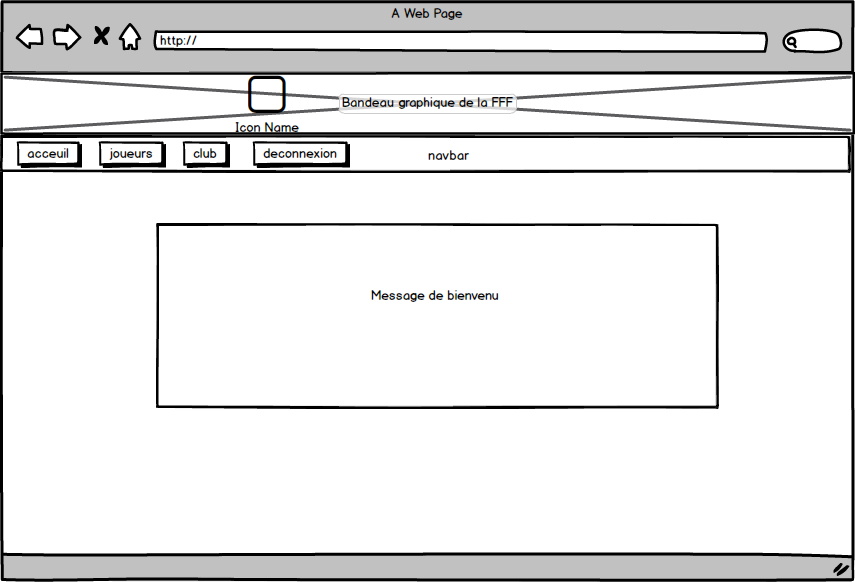 A Web Page
http://
Bandeau graphique de la FFF
Icon Name
acceuil
joueurs
club
deconnexion
navbar
Message de bienvenu